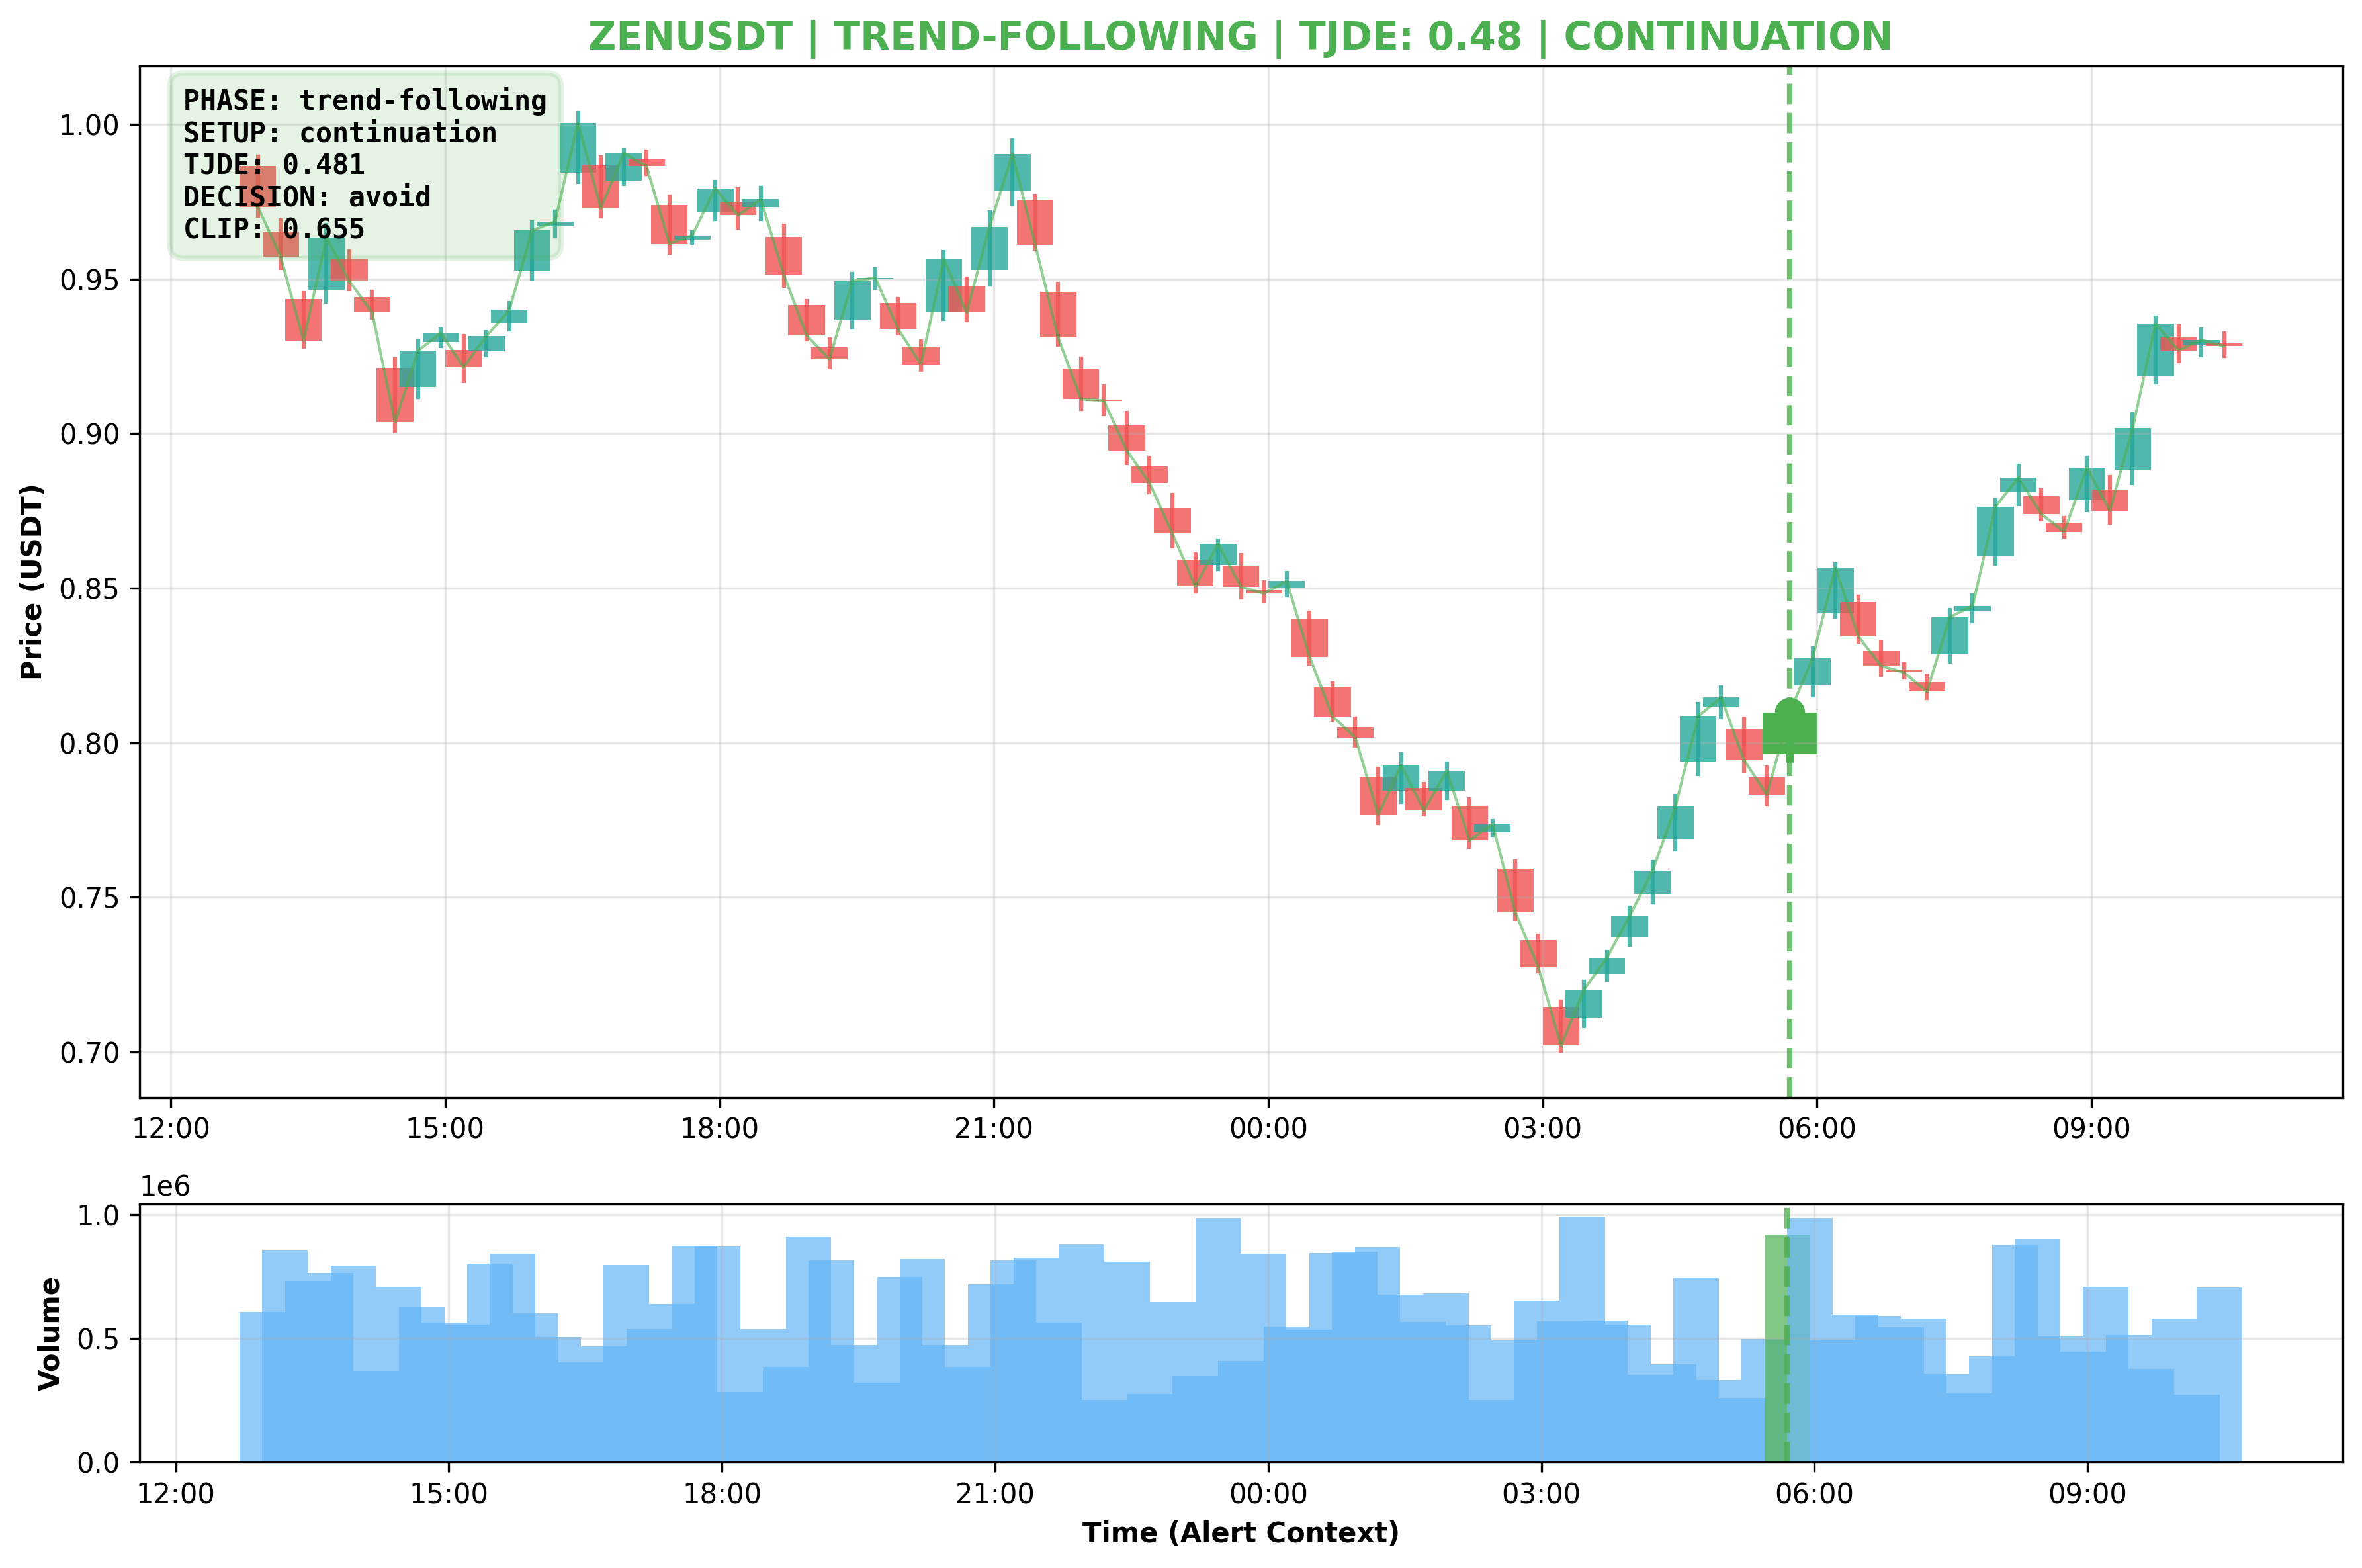 ZENUSDT | TREND-FOLLOWING | TJDE: 0.48 | CONTINUATION
PHASE: trend-following
SETUP: continuation
TJDE: 0.481
DECISION: avoid
CLIP: 0.655
Price (USDT)
1.00
0.95
0.90
0.85
0.80
0.75
0.70
12:00 15:00 18:00 21:00 00:00 03:00 06:00 09:00
1e6
Volume
1.0
0.5
0.0
12:00 15:00 18:00 21:00 00:00 03:00 06:00 09:00
Time (Alert Context)